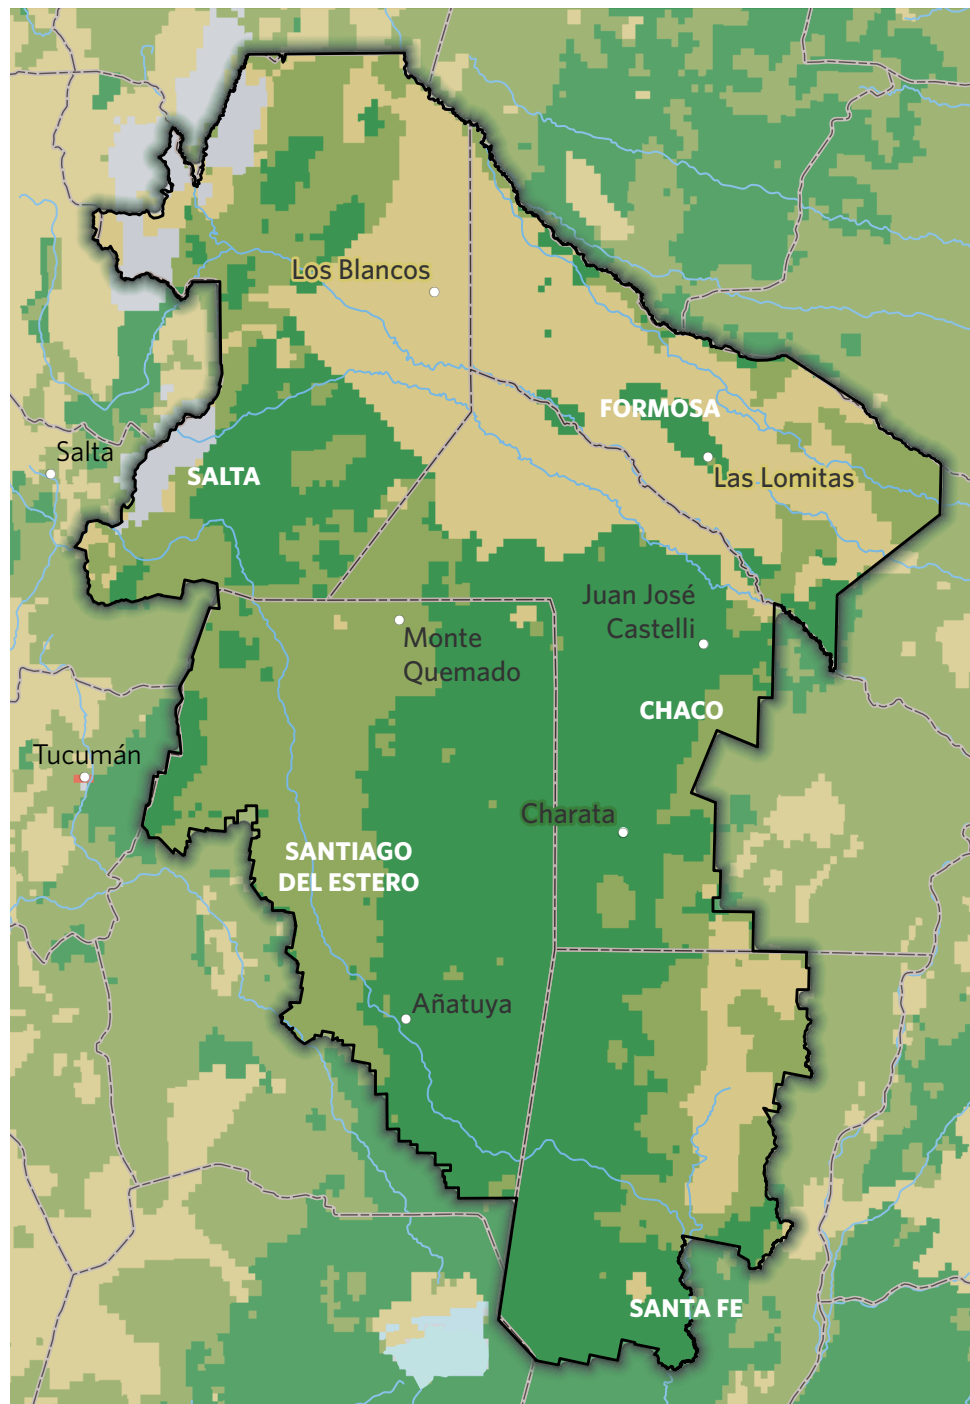 Los Blancos
FORMOSA
Salta
SALTA
Las Lomitas
Juan José
Castelli
Monte
Quemado
CHACO
Tucumán
Charata
SANTIAGO
DEL ESTERO
Añatuya
SANTA FE